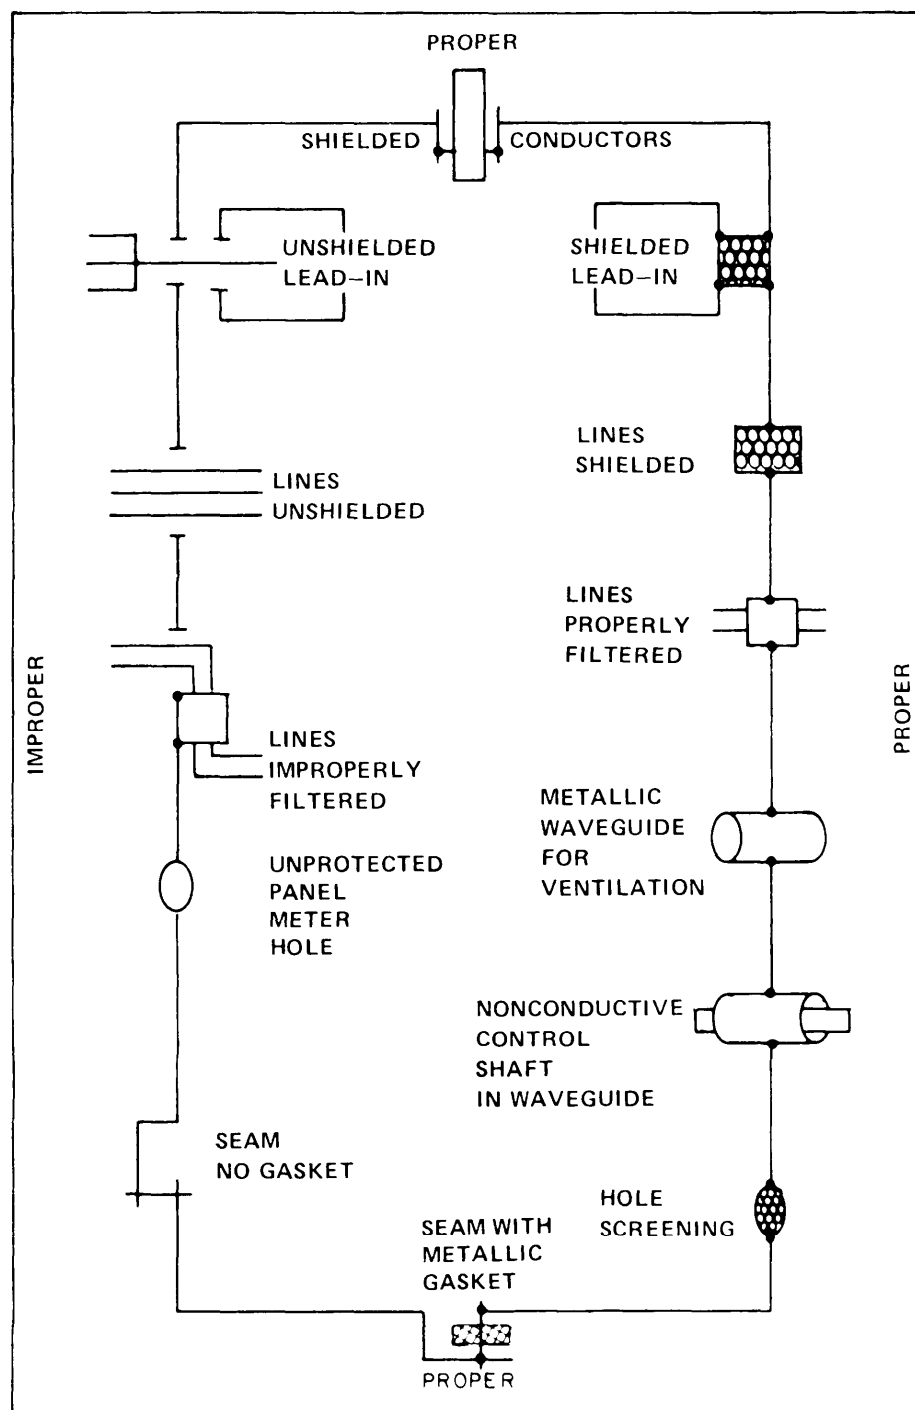 PROPER
SHIELDED CONDUCTORS
UNSHIELDED
LEAD-IN
SHIELDED
LEAD-IN
LINES
UNSHIELDED
LINES
SHIELDED
LINES
PROPERLY
FILTERED
IMPROPER
PROPER
LINES
IMPROPERLY
FILTERED
METALLIC
WAVEGUIDE
FOR
VENTILATION
UNPROTECTED
PANEL
METER
HOLE
NONCONDUCTIVE
CONTROL
SHAFT
IN WAVEGUIDE
SEAM
NO GASKET
HOLE
SCREENING
SEAM WITH
METALLIC
GASKET
PROPER